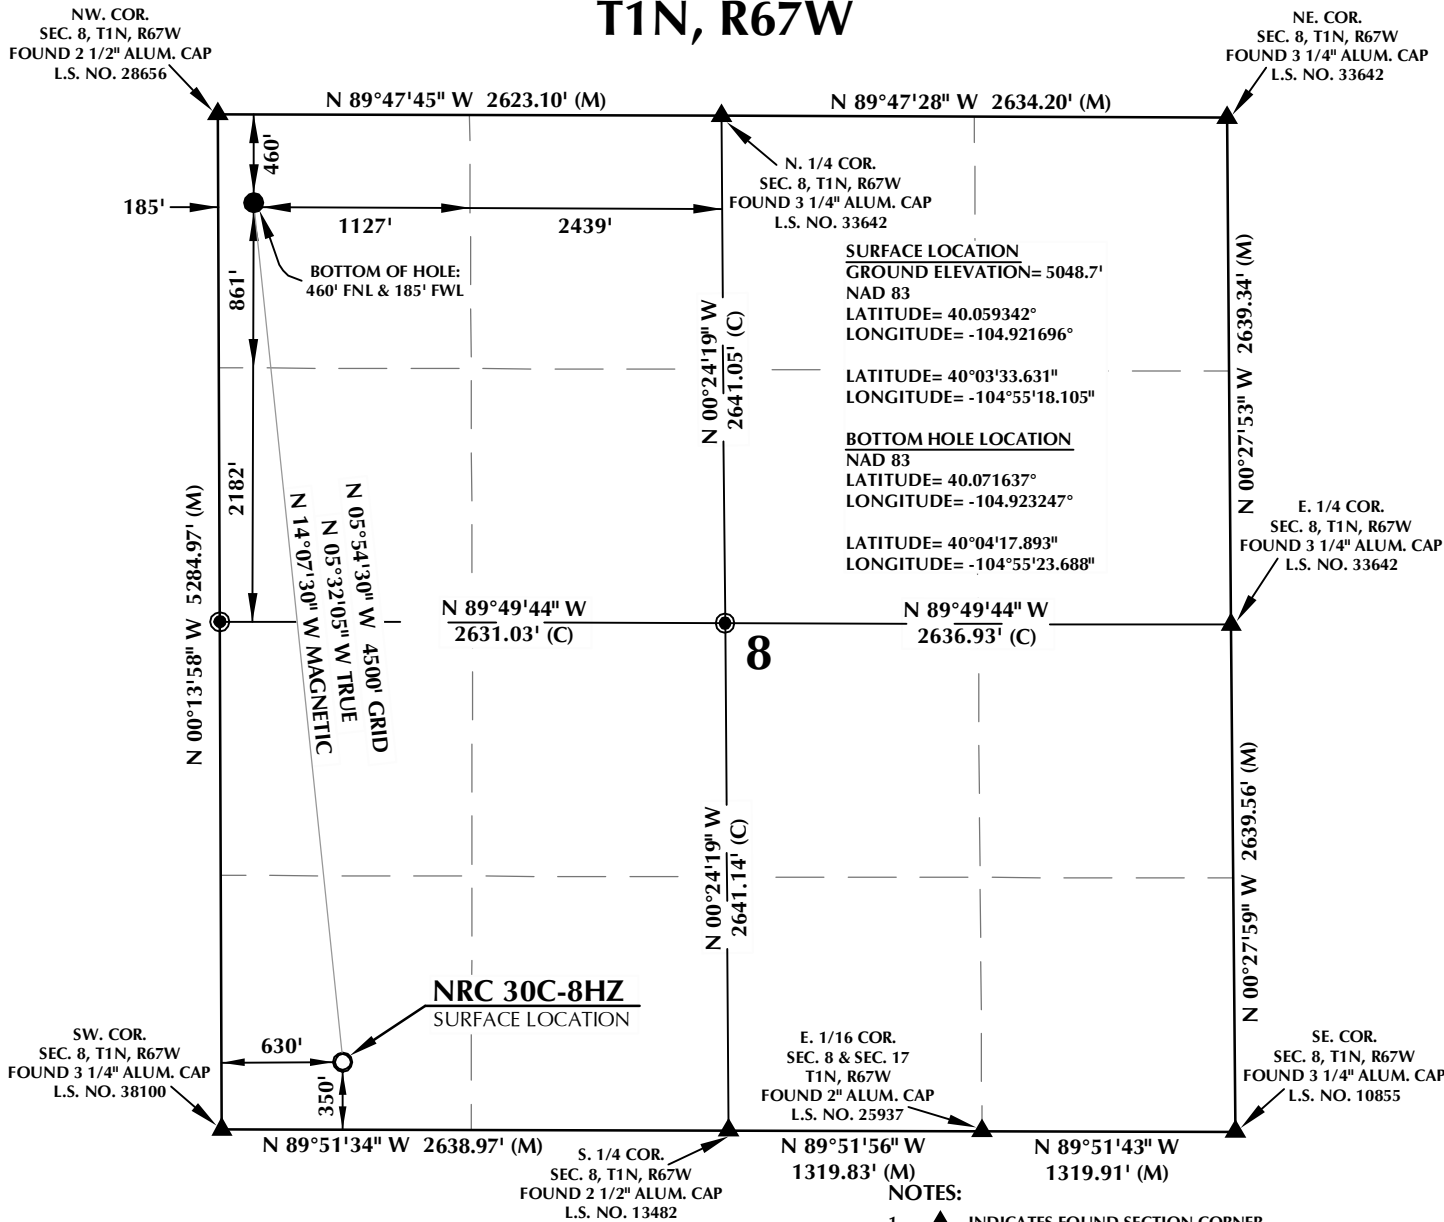 T1N, R67W
NW. COR.
SEC. 8, T1N, R67W
FOUND 2 1/2" ALUM. CAP
L.S. NO. 28656
NE. COR.
SEC. 8, T1N, R67W
FOUND 3 1/4" ALUM. CAP
L.S. NO. 33642
N 89°47'45" W 2623.10' (M)
N 89°47'28" W 2634.20' (M)
460'
N. 1/4 COR.
SEC. 8, T1N, R67W
FOUND 3 1/4" ALUM. CAP
L.S. NO. 33642
185'
1127'
2439'
BOTTOM OF HOLE:
460' FNL & 185' FWL
861'
SURFACE LOCATION
GROUND ELEVATION= 5048.7'
NAD 83
LATITUDE= 40.059342°
LONGITUDE= -104.921696°
LATITUDE= 40°03'33.631"
LONGITUDE= -104°55'18.105"
BOTTOM HOLE LOCATION
NAD 83
LATITUDE= 40.071637°
LONGITUDE= -104.923247°
LATITUDE= 40°04'17.893"
LONGITUDE= -104°55'23.688"
N 00°24'19" W
2641.05' (C)
N 00°27'53" W 2639.34' (M)
2182'
N 00°13'58" W 5284.97' (M)
N 05°54'30" W 4500' GRID
N 05°32'05" W TRUE
N 14°07'30" W MAGNETIC
E. 1/4 COR.
SEC. 8, T1N, R67W
FOUND 3 1/4" ALUM. CAP
L.S. NO. 33642
N 89°49'44" W
2631.03' (C)
N 89°49'44" W
2636.93' (C)
8
N 00°24'19" W
2641.14' (C)
N 00°27'59" W 2639.56' (M)
NRC 30C-8HZ
SURFACE LOCATION
SW. COR.
SEC. 8, T1N, R67W
FOUND 3 1/4" ALUM. CAP
L.S. NO. 38100
630'
350'
E. 1/16 COR.
SEC. 8 & SEC. 17
T1N, R67W
FOUND 2" ALUM. CAP
L.S. NO. 25937
SE. COR.
SEC. 8, T1N, R67W
FOUND 3 1/4" ALUM. CAP
L.S. NO. 10855
N 89°51'34" W 2638.97' (M)
S. 1/4 COR.
SEC. 8, T1N, R67W
FOUND 2 1/2" ALUM. CAP
L.S. NO. 13482
N 89°51'56" W
1319.83' (M)
N 89°51'43" W
1319.91' (M)
NOTES:
1. ▲ INDICATES FOUND SECTION CORNER